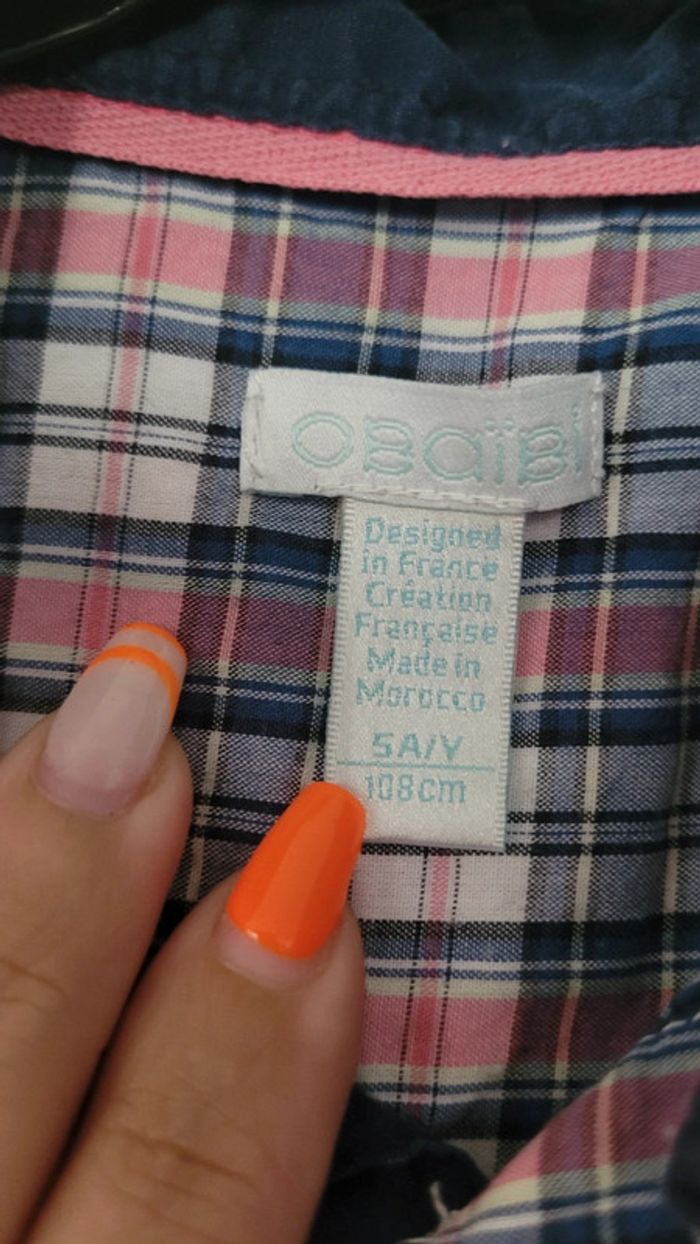 OBaïBi
Designed
in France
Création
Française
Made in
Morocco
5A/Y
108cm